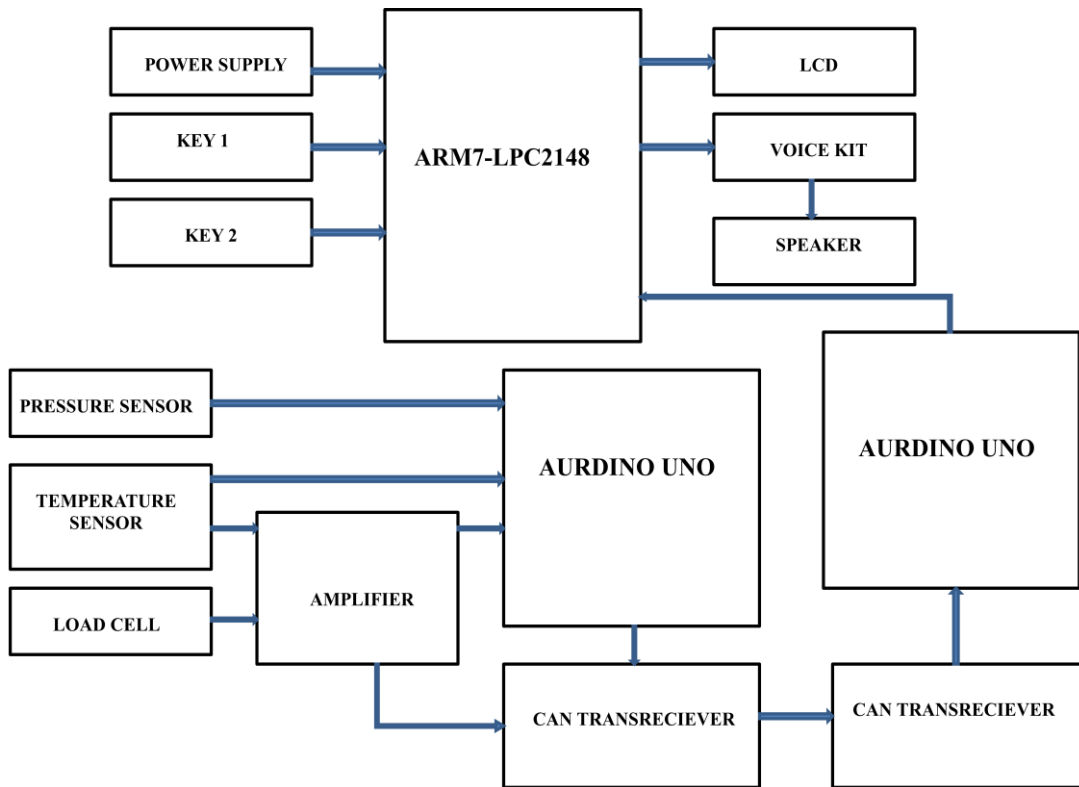 POWER SUPPLY
LCD
KEY 1
ARM7-LPC2148
VOICE KIT
KEY 2
SPEAKER
PRESSURE SENSOR
AURDINO UNO
AURDINO UNO
TEMPERATURE
SENSOR
AMPLIFIER
LOAD CELL
CAN TRANSRECIEVER
CAN TRANSRECIEVER